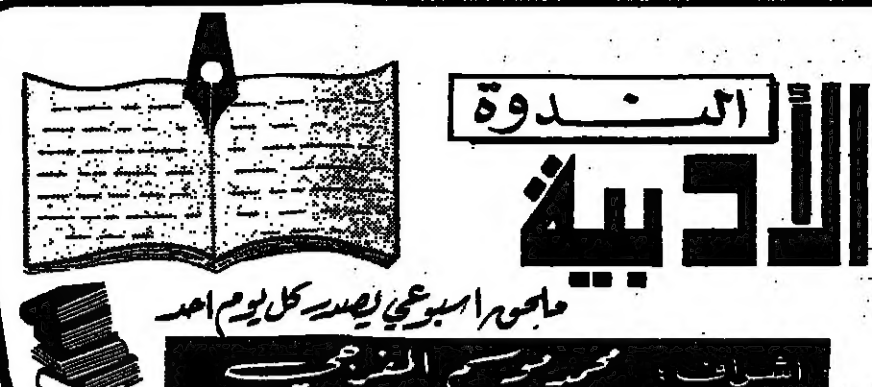 الندوة
الأدبية
ملحق اسبوعي يصدر كل يوم احد
اشراف : محمد موسم المفرجي